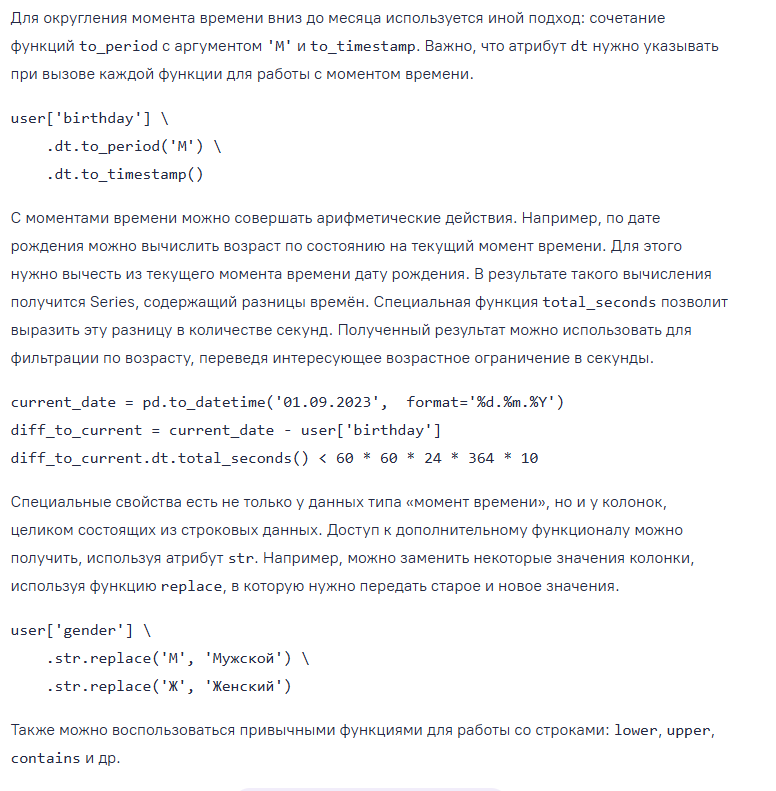 Для округления момента времени вниз до месяца используется иной подход: сочетание
функций to_period с аргументом 'M' и to_timestamp. Важно, что атрибут dt нужно указывать
при вызове каждой функции для работы с моментом времени.
user['birthday'] \
    .dt.to_period('M') \
    .dt.to_timestamp()
С моментами времени можно совершать арифметические действия. Например, по дате
рождения можно вычислить возраст по состоянию на текущий момент времени. Для этого
нужно вычесть из текущего момента времени дату рождения. В результате такого вычисления
получится Series, содержащий разницы времён. Специальная функция total_seconds позволит
выразить эту разницу в количестве секунд. Полученный результат можно использовать для
фильтрации по возрасту, переведя интересующее возрастное ограничение в секунды.
current_date = pd.to_datetime('01.09.2023',  format='%d.%m.%Y')
diff_to_current = current_date - user['birthday']
diff_to_current.dt.total_seconds() < 60 * 60 * 24 * 364 * 10
Специальные свойства есть не только у данных типа «момент времени», но и у колонок,
целиком состоящих из строковых данных. Доступ к дополнительному функционалу можно
получить, используя атрибут str. Например, можно заменить некоторые значения колонки,
используя функцию replace, в которую нужно передать старое и новое значения.
user['gender'] \
    .str.replace('М', 'Мужской') \
    .str.replace('Ж', 'Женский')
Также можно воспользоваться привычными функциями для работы со строками: lower, upper,
contains и др.